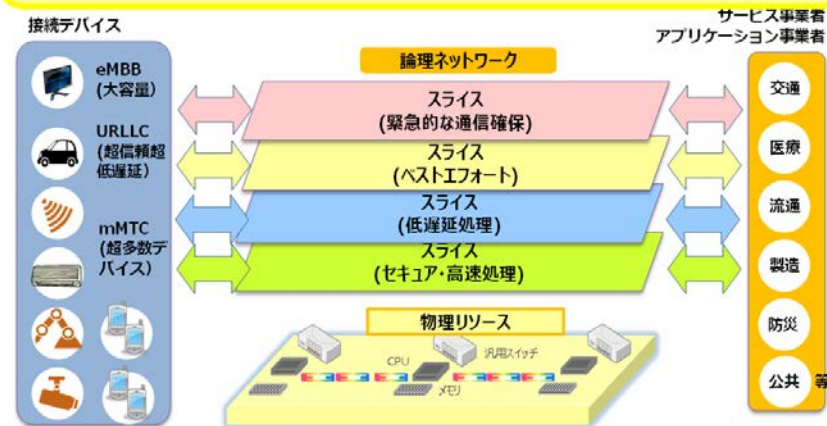 接続デバイス
サービス事業者
アプリケーション事業者
論理ネットワーク
eMBB
(大容量)
URLLC
(超信頼超
低遅延)
mMTC
(超多数デ
バイス)
スライス
(緊急的な通信確保)
スライス
(ベストエフォート)
スライス
(低遅延処理)
スライス
(セキュア・高速処理)
物理リソース
CPU
汎用スイッチ
メモリ
交通
医療
流通
製造
防災
公共 等